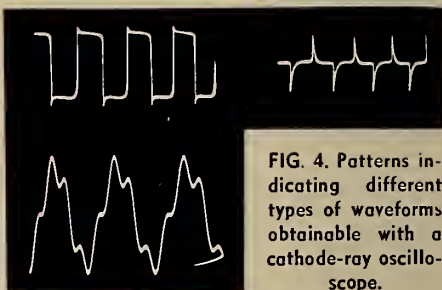 FIG. 4. Patterns in-
dicating different
types of waveforms
obtainable with a
cathode-ray oscillo-
scope.